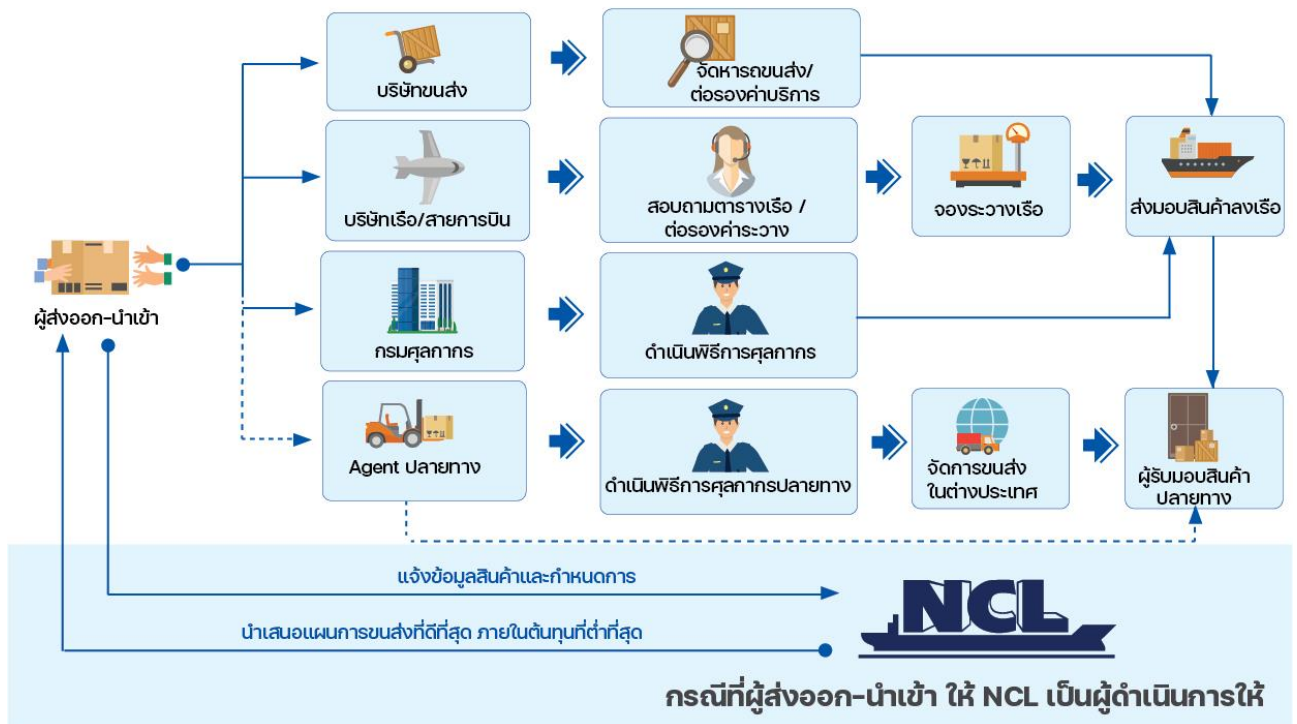 บริษัทขนส่ง
จัดหารถขนส่ง/
ต่อรองค่าบริการ
บริษัทเรือ/สายการบิน
สอบถามตารางเรือ /
ต่อรองค่าระวาง
จองระวางเรือ
ส่งมอบสินค้าลงเรือ
ผู้ส่งออก-นำเข้า
กรมศุลกากร
ดำเนินพิธีการศุลกากร
Agent ปลายทาง
ดำเนินพิธีการศุลกากรปลายทาง
จัดการขนส่ง
ในต่างประเทศ
ผู้รับมอบสินค้า
ปลายทาง
แจ้งข้อมูลสินค้าและกำหนดการ
นำเสนอแผนการขนส่งที่ดีที่สุด ภายในต้นทุนที่ต่ำที่สุด
NCL
กรณีที่ผู้ส่งออก-นำเข้า ให้ NCL เป็นผู้ดำเนินการให้